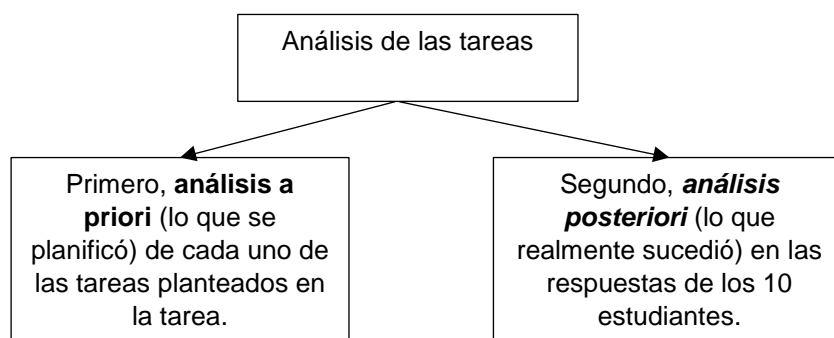 Análisis de las tareas
Primero, análisis a
priori (lo que se
planificó) de cada uno de
las tareas planteados en
la tarea.
Segundo, análisis
posteriori (lo que
realmente sucedió) en las
respuestas de los 10
estudiantes.